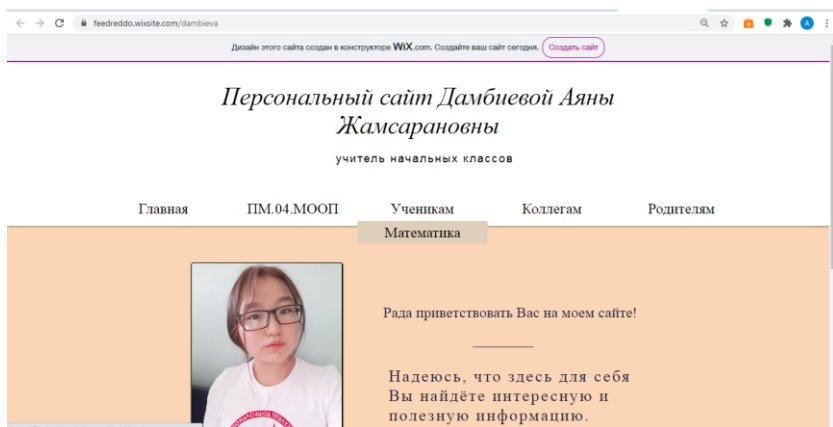 feedreddo.wixsite.com/dambieva
Дизайн этого сайта создан в конструкторе WiX.com. Создайте ваш сайт сегодня. Создать сайт
Персональный сайт Дамбиевой Аяны
Жамсарановны
учитель начальных классов
Главная ПМ.04.МООП Ученикам Коллегам Родителям
Математика
Рада приветствовать Вас на моем сайте!
Надеюсь, что здесь для себя
Вы найдёте интересную и
полезную информацию.